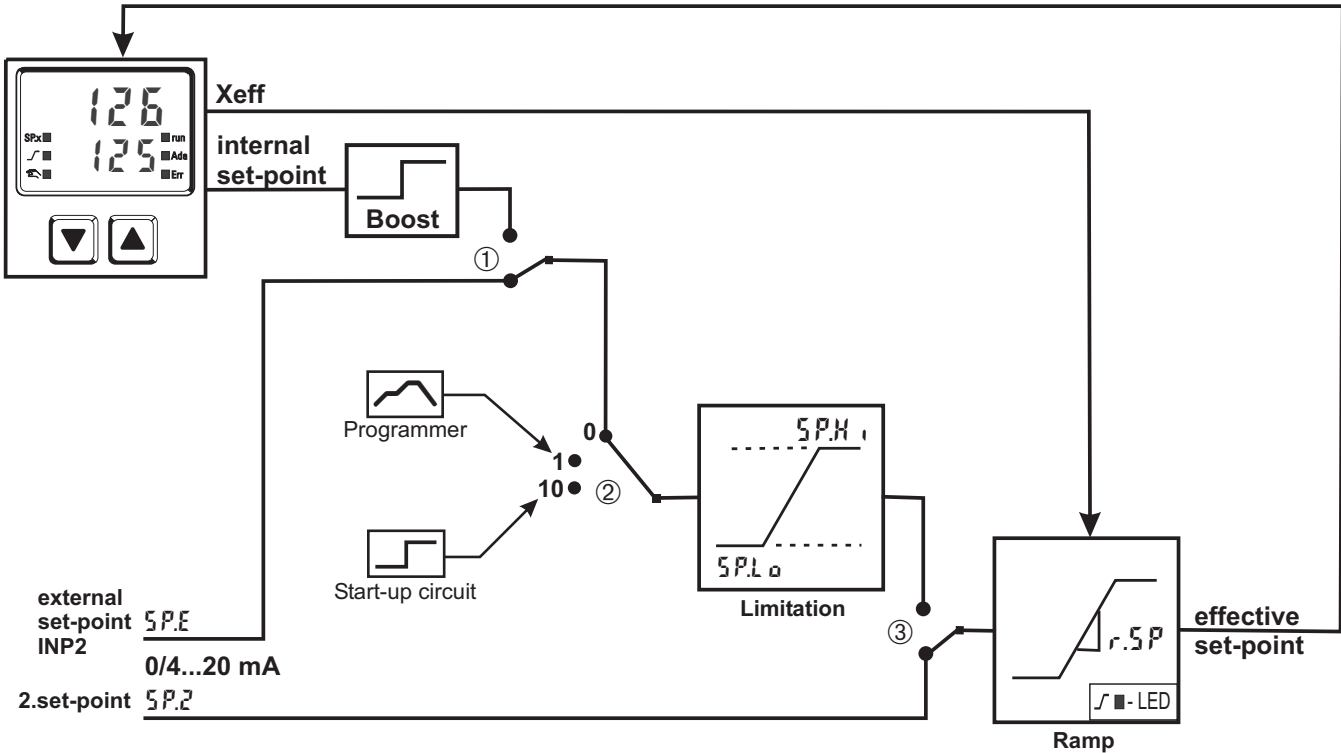 126
SP.x
run
125
Ada
Err
Xeff
internal
set-point
Boost
①
Programmer
0
1
10
②
Start-up circuit
SP.Hi
SP.Lo
Limitation
external
set-point SP.E
INP2
0/4...20 mA
2.set-point SP.2
③
r.SP
- LED
Ramp
effective
set-point